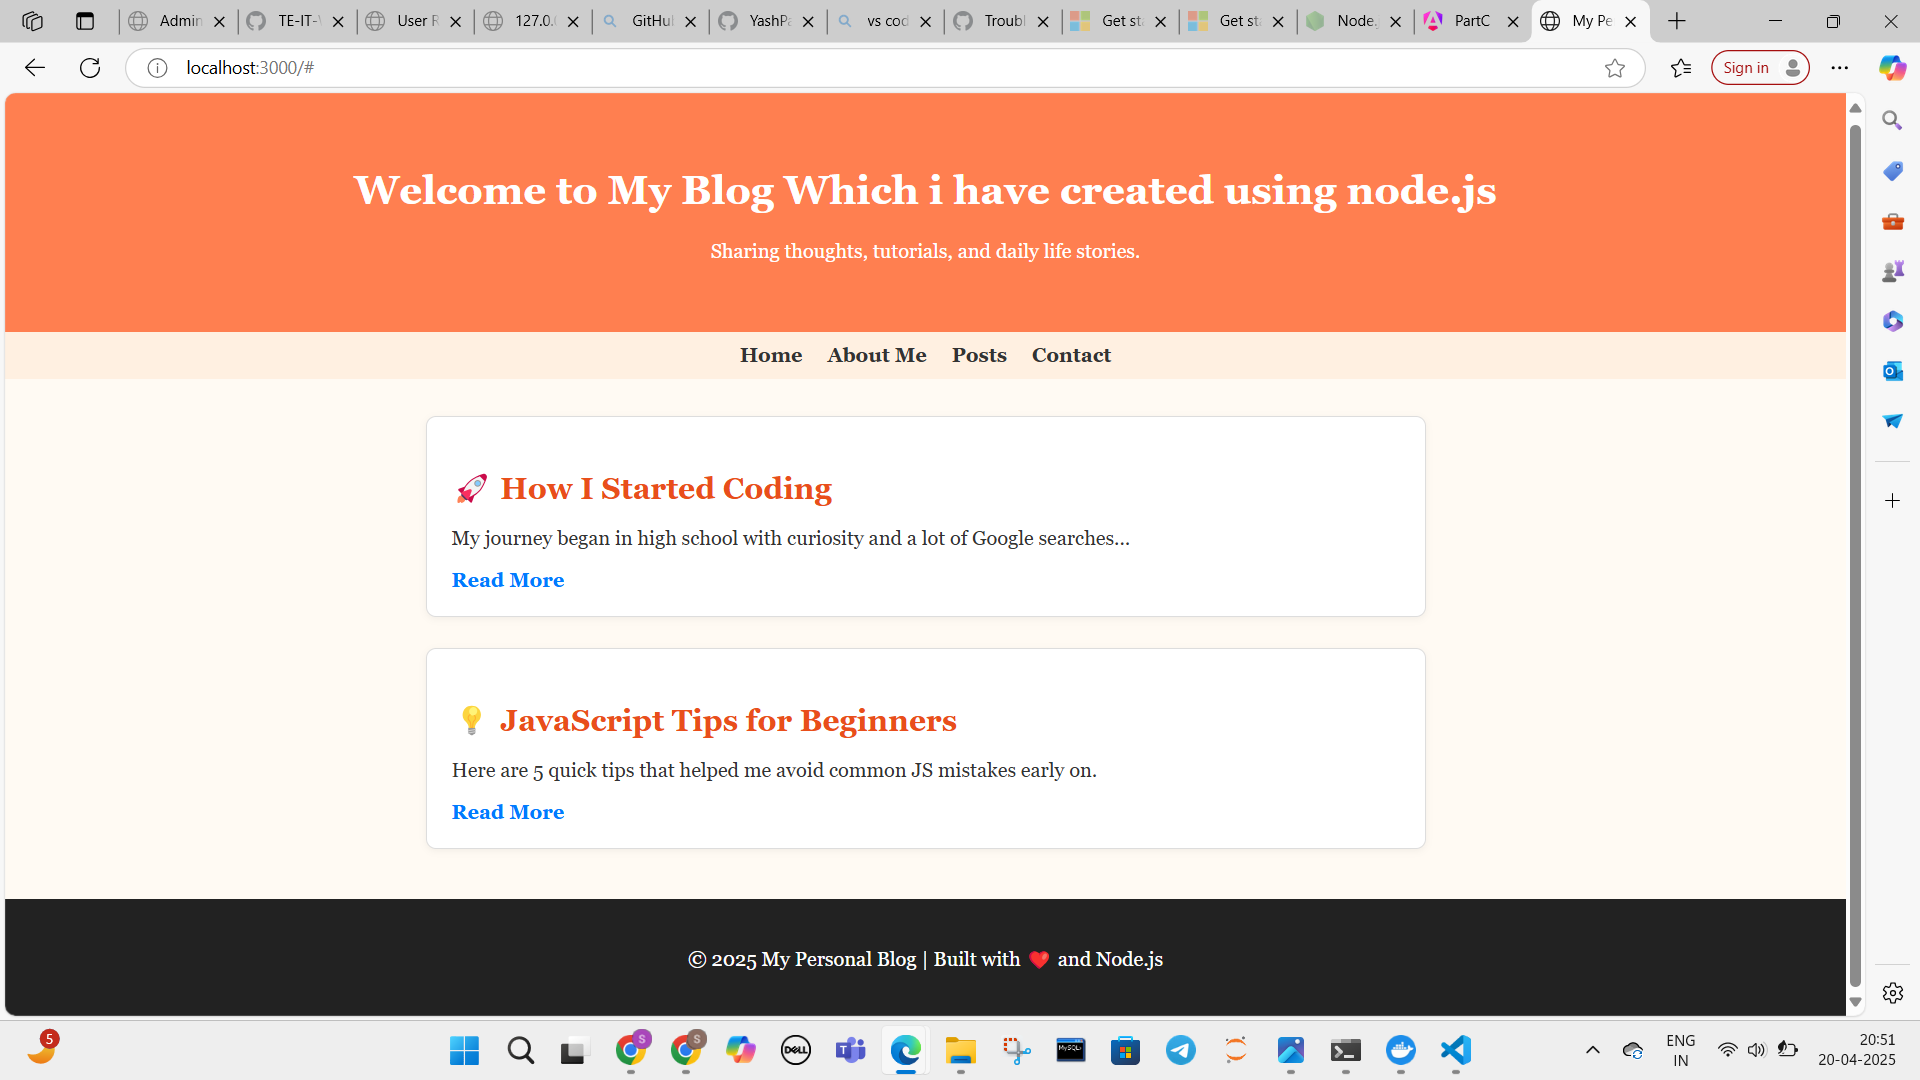 Admin
TE-IT-
User R
127.0.
GitHu
YashPa
vs cod
Troubl
Get sta
Get sta
Node.
PartC
My Pe
localhost:3000/#
Sign in
Welcome to My Blog Which i have created using node.js
Sharing thoughts, tutorials, and daily life stories.
Home About Me Posts Contact
🚀 How I Started Coding
My journey began in high school with curiosity and a lot of Google searches...
Read More
💡 JavaScript Tips for Beginners
Here are 5 quick tips that helped me avoid common JS mistakes early on.
Read More
© 2025 My Personal Blog | Built with ❤️ and Node.js
5
S
S
DELL
MySQL
ENG
IN
20:51
20-04-2025